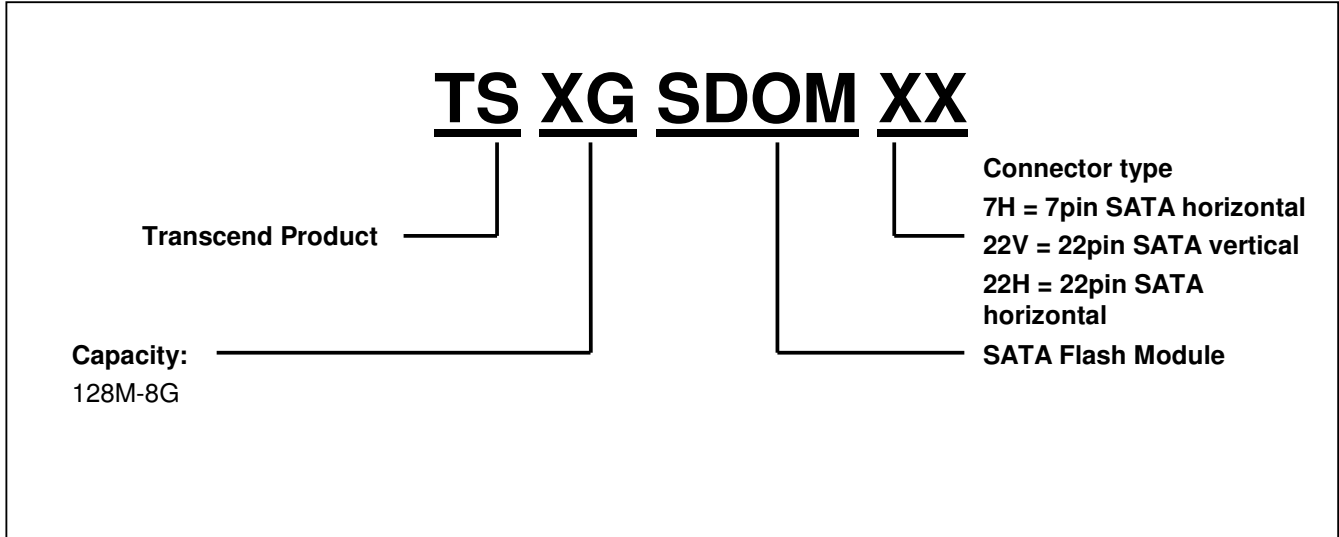 TS XG SDOM XX
Connector type
7H = 7pin SATA horizontal
Transcend Product
22V = 22pin SATA vertical
22H = 22pin SATA
horizontal
Capacity:
SATA Flash Module
128M-8G